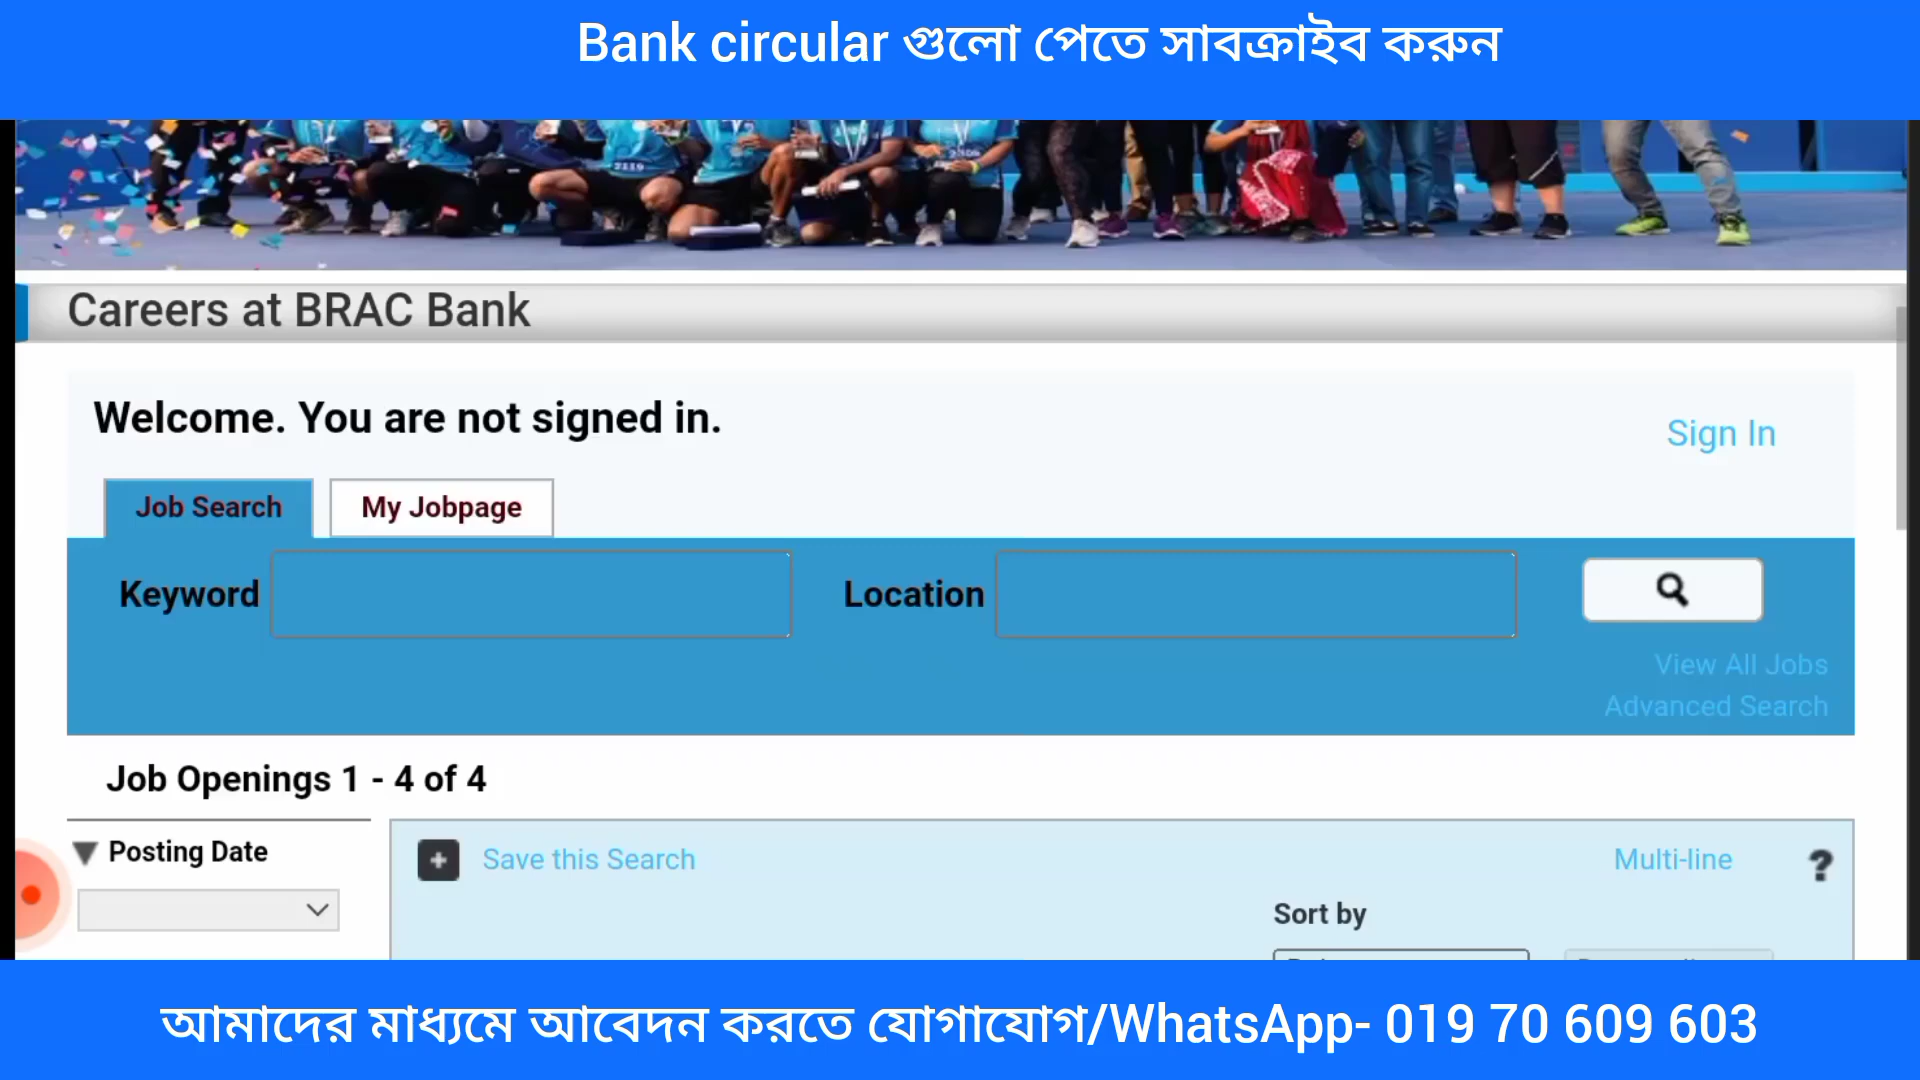 Bank circular গুলো পেতে সাবক্রাইব করুন
Careers at BRAC Bank
Welcome. You are not signed in.
Sign In
Job Search
My Jobpage
Keyword
Location
View All Jobs
Advanced Search
Job Openings 1 - 4 of 4
Posting Date
Save this Search
Multi-line
Sort by
আমাদের মাধ্যমে আবেদন করতে যোগাযোগ/WhatsApp- 019 70 609 603